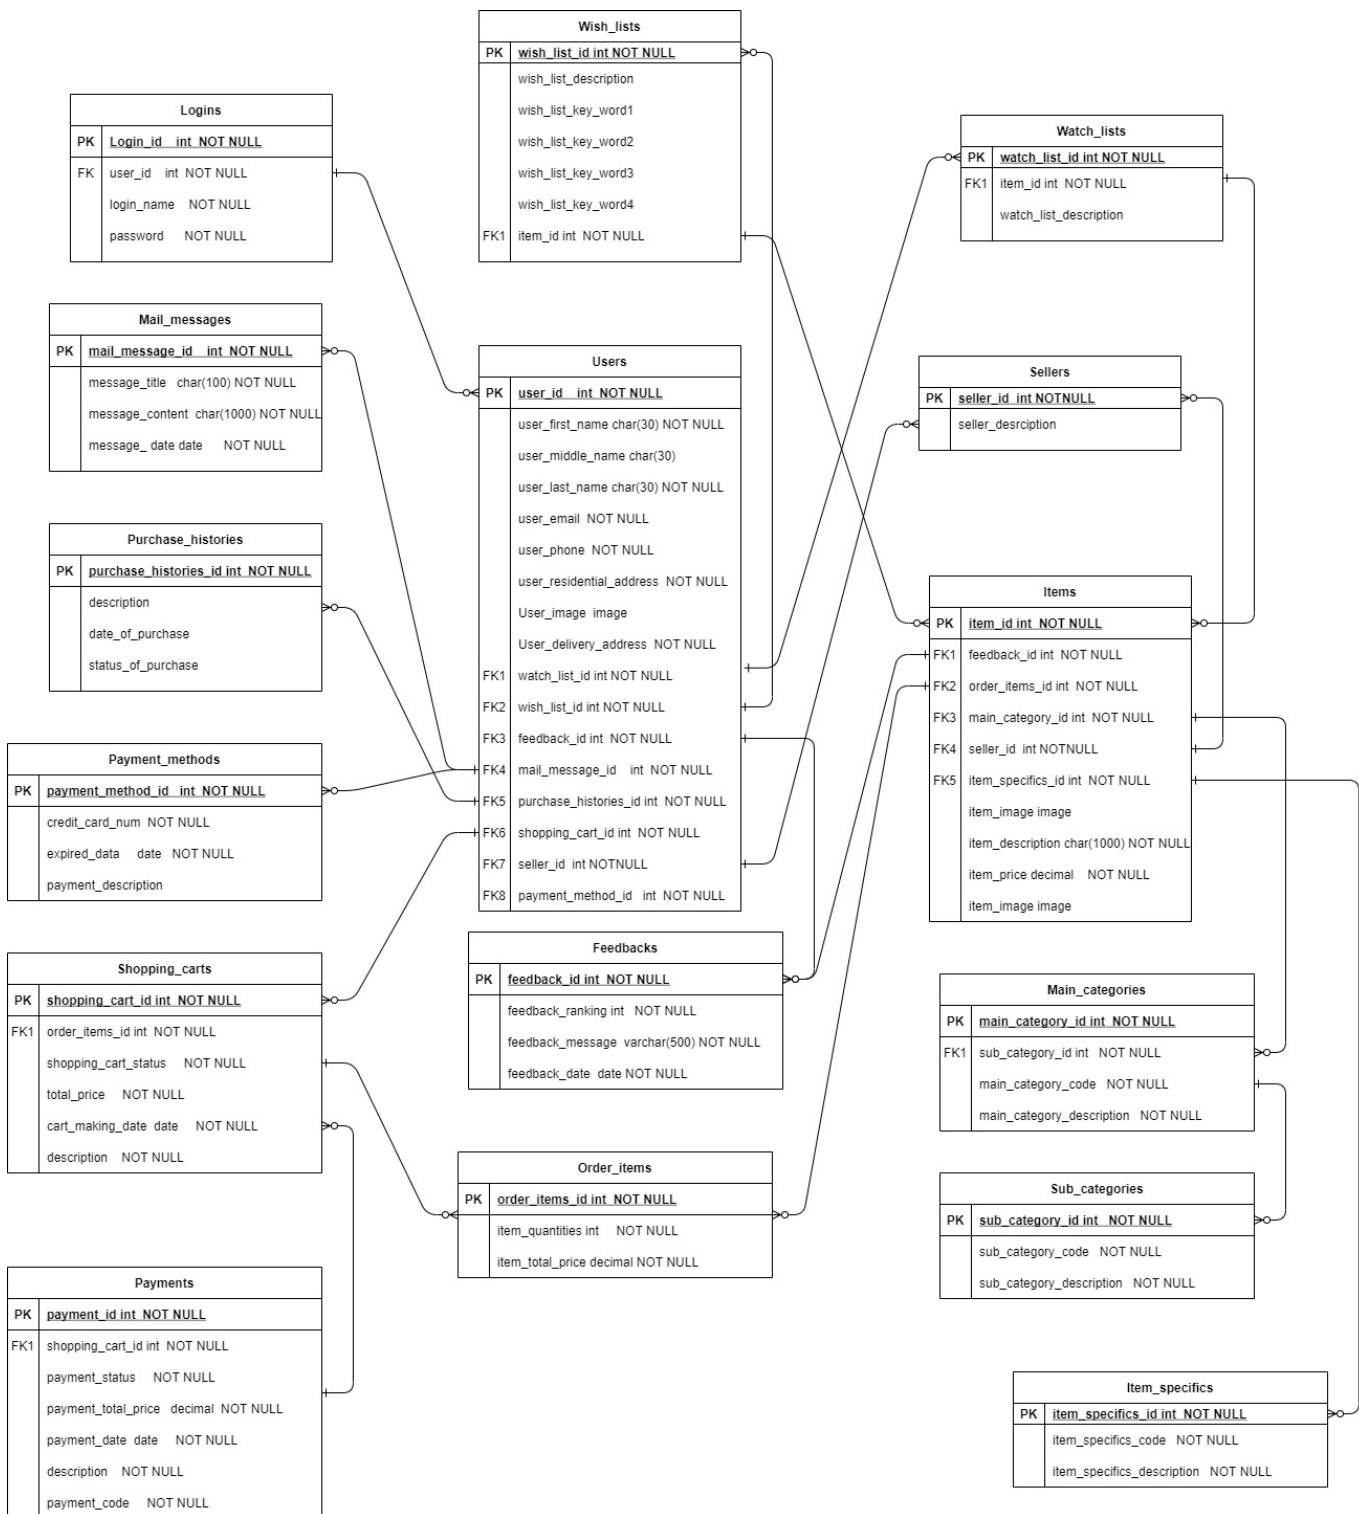 Wish_lists
PK wish_list_id int NOT NULL
wish_list_description
wish_list_key_word1
wish_list_key_word2
wish_list_key_word3
wish_list_key_word4
FK1 item_id int NOT NULL
Logins
PK Login_id int NOT NULL
FK user_id int NOT NULL
login_name NOT NULL
password NOT NULL
Watch_lists
PK watch_list_id int NOT NULL
FK1 item_id int NOT NULL
watch_list_description
Mail_messages
PK mail_message_id int NOT NULL
message_title char(100) NOT NULL
message_content char(1000) NOT NULL
message_ date date NOT NULL
Users
PK user_id int NOT NULL
user_first_name char(30) NOT NULL
user_middle_name char(30)
user_last_name char(30) NOT NULL
user_email NOT NULL
user_phone NOT NULL
user_residential_address NOT NULL
User_image image
User_delivery_address NOT NULL
FK1 watch_list_id int NOT NULL
FK2 wish_list_id int NOT NULL
FK3 feedback_id int NOT NULL
FK4 mail_message_id int NOT NULL
FK5 purchase_histories_id int NOT NULL
FK6 shopping_cart_id int NOT NULL
FK7 seller_id int NOTNULL
FK8 payment_method_id int NOT NULL
Sellers
PK seller_id int NOTNULL
seller_desrciption
Purchase_histories
PK purchase_histories_id int NOT NULL
description
date_of_purchase
status_of_purchase
Items
PK item_id int NOT NULL
FK1 feedback_id int NOT NULL
FK2 order_items_id int NOT NULL
FK3 main_category_id int NOT NULL
FK4 seller_id int NOTNULL
FK5 item_specifics_id int NOT NULL
item_image image
item_description char(1000) NOT NULL
item_price decimal NOT NULL
item_image image
Payment_methods
PK payment_method_id int NOT NULL
credit_card_num NOT NULL
expired_data date NOT NULL
payment_description
Feedbacks
PK feedback_id int NOT NULL
feedback_ranking int NOT NULL
feedback_message varchar(500) NOT NULL
feedback_date date NOT NULL
Shopping_carts
PK shopping_cart_id int NOT NULL
FK1 order_items_id int NOT NULL
shopping_cart_status NOT NULL
total_price NOT NULL
cart_making_date date NOT NULL
description NOT NULL
Main_categories
PK main_category_id int NOT NULL
FK1 sub_category_id int NOT NULL
main_category_code NOT NULL
main_category_description NOT NULL
Order_items
PK order_items_id int NOT NULL
item_quantities int NOT NULL
item_total_price decimal NOT NULL
Sub_categories
PK sub_category_id int NOT NULL
sub_category_code NOT NULL
sub_category_description NOT NULL
Payments
PK payment_id int NOT NULL
FK1 shopping_cart_id int NOT NULL
payment_status NOT NULL
payment_total_price decimal NOT NULL
payment_date date NOT NULL
description NOT NULL
payment_code NOT NULL
Item_specifics
PK item_specifics_id int NOT NULL
item_specifics_code NOT NULL
item_specifics_description NOT NULL